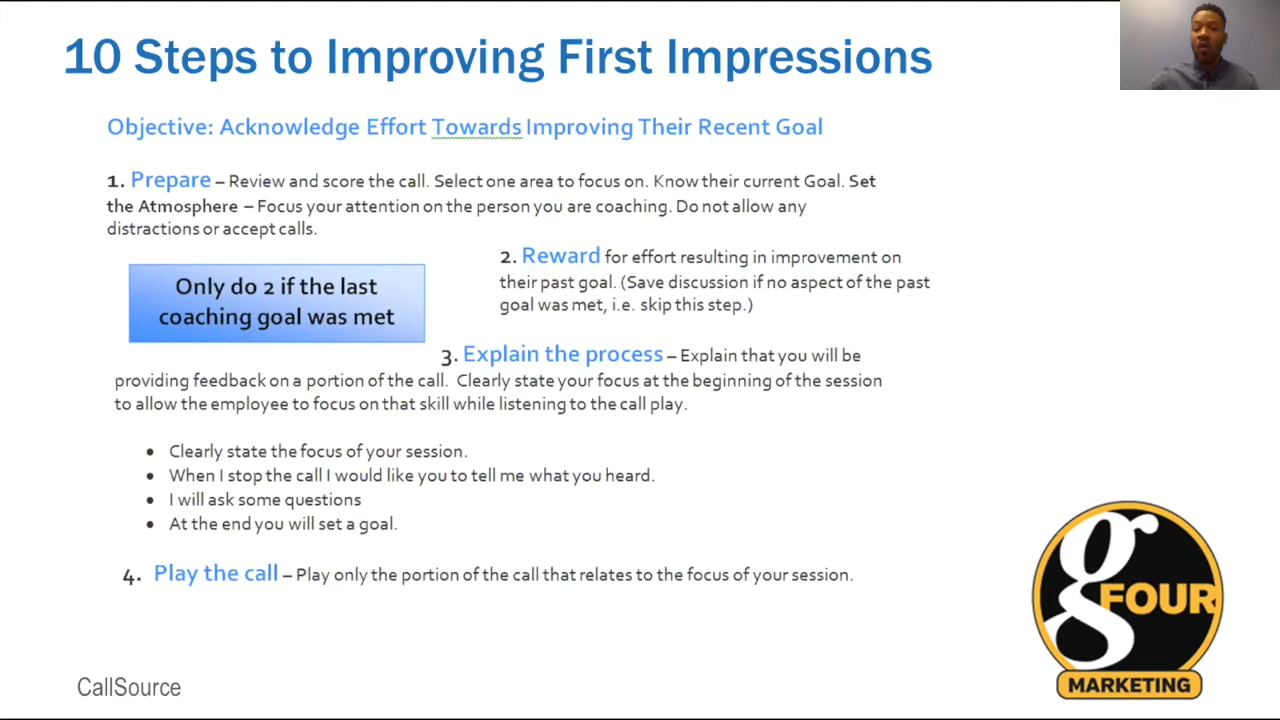 10 Steps to Improving First Impressions
Objective: Acknowledge Effort Towards Improving Their Recent Goal
1. Prepare – Review and score the call. Select one area to focus on. Know their current Goal. Set
the Atmosphere – Focus your attention on the person you are coaching. Do not allow any
distractions or accept calls.
Only do 2 if the last
coaching goal was met
2. Reward for effort resulting in improvement on
their past goal. (Save discussion if no aspect of the past
goal was met, i.e. skip this step.)
3. Explain the process – Explain that you will be
providing feedback on a portion of the call. Clearly state your focus at the beginning of the session
to allow the employee to focus on that skill while listening to the call play.
• Clearly state the focus of your session.
• When I stop the call I would like you to tell me what you heard.
• I will ask some questions
• At the end you will set a goal.
4. Play the call – Play only the portion of the call that relates to the focus of your session.
g FOUR
MARKETING
CallSource